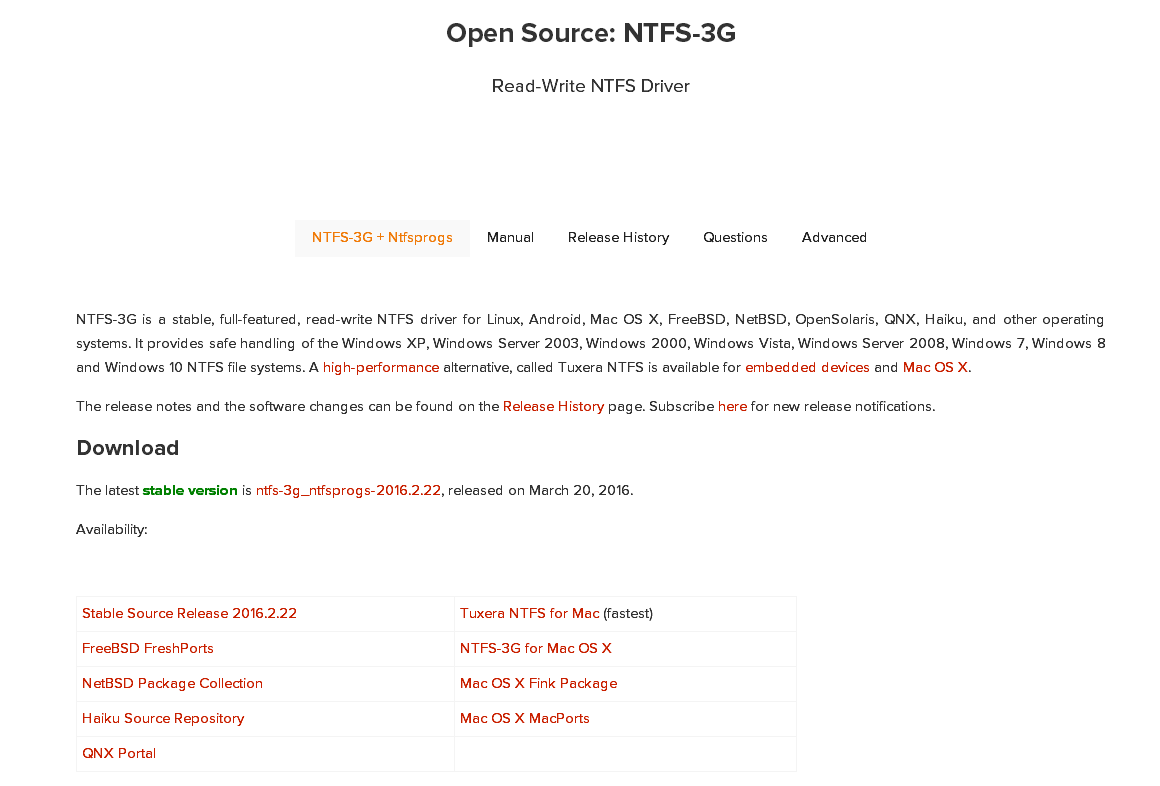 Open Source: NTFS-3G
Read-Write NTFS Driver
NTFS-3G + Ntfsprogs Manual Release History Questions Advanced
NTFS-3G is a stable, full-featured, read-write NTFS driver for Linux, Android, Mac OS X, FreeBSD, NetBSD, OpenSolaris, QNX, Haiku, and other operating
systems. It provides safe handling of the Windows XP, Windows Server 2003, Windows 2000, Windows Vista, Windows Server 2008, Windows 7, Windows 8
and Windows 10 NTFS file systems. A high-performance alternative, called Tuxera NTFS is available for embedded devices and Mac OS X.
The release notes and the software changes can be found on the Release History page. Subscribe here for new release notifications.
Download
The latest stable version is ntfs-3g_ntfsprogs-2016.2.22, released on March 20, 2016.
Availability:
Stable Source Release 2016.2.22 Tuxera NTFS for Mac (fastest)
FreeBSD FreshPorts NTFS-3G for Mac OS X
NetBSD Package Collection Mac OS X Fink Package
Haiku Source Repository Mac OS X MacPorts
QNX Portal